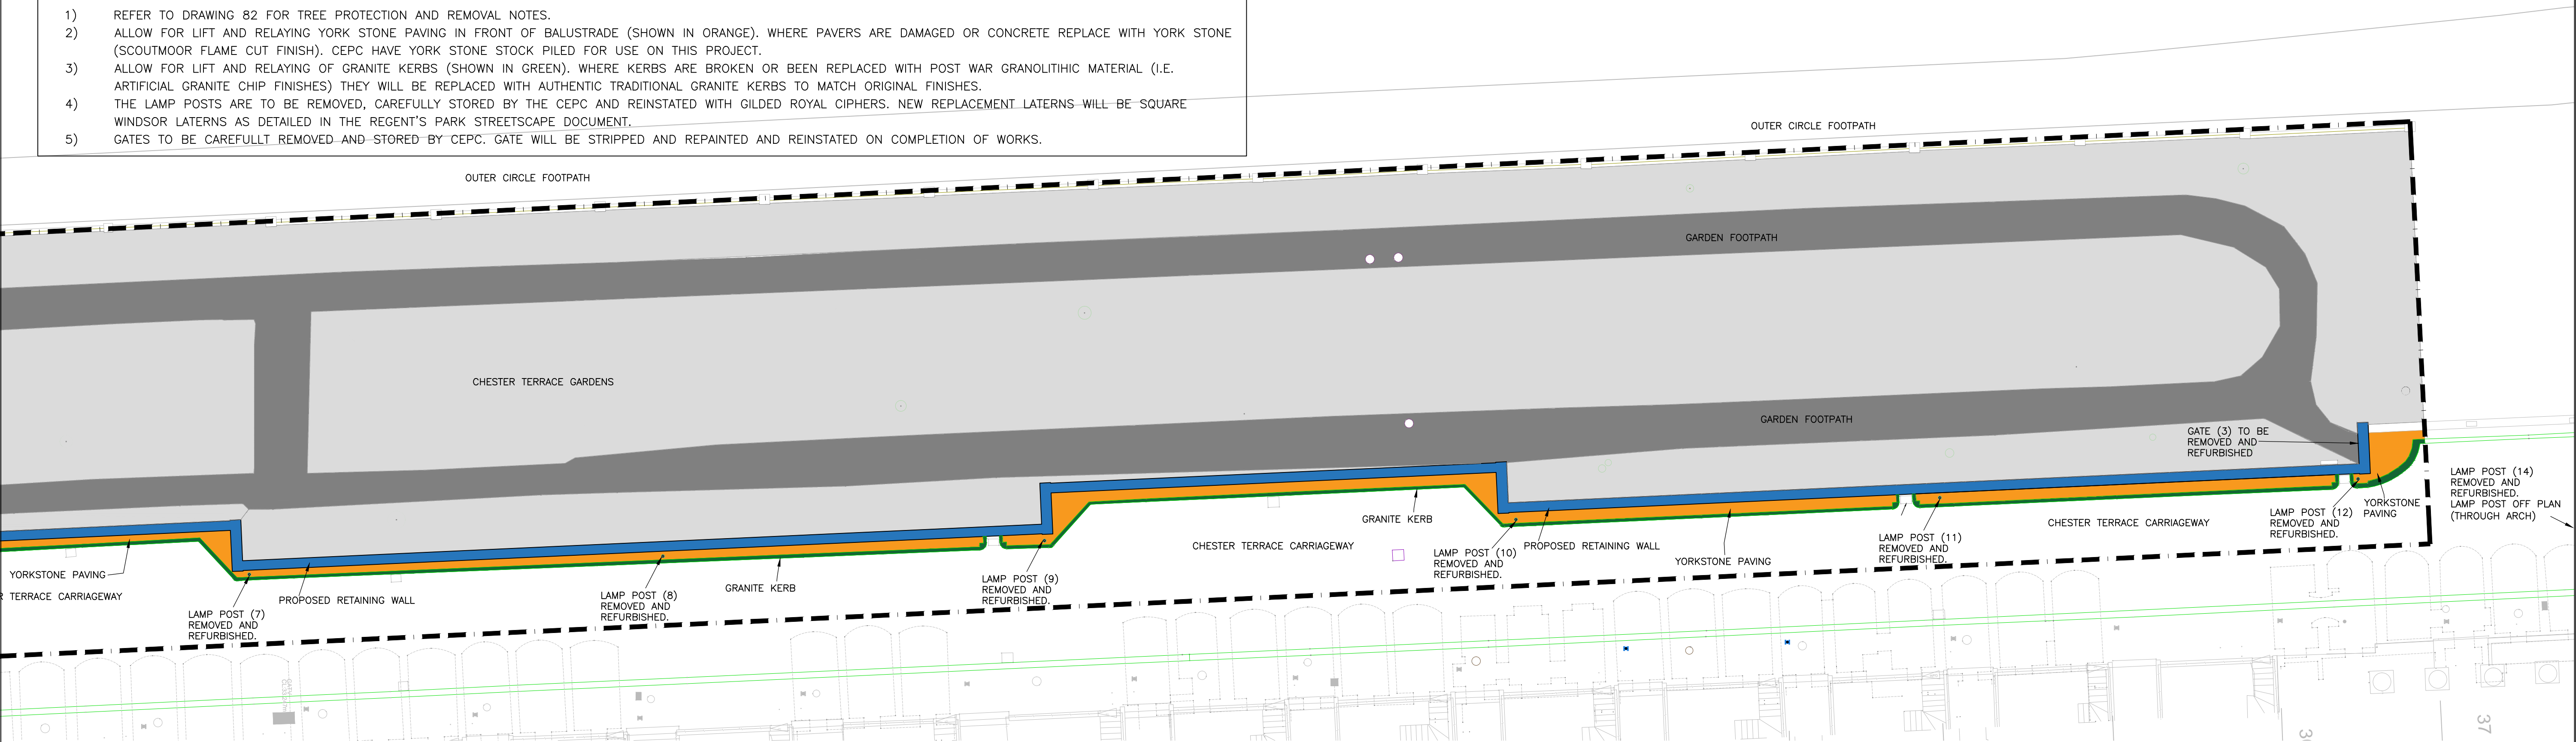 1) REFER TO DRAWING 82 FOR TREE PROTECTION AND REMOVAL NOTES.
2) ALLOW FOR LIFT AND RELAYING YORK STONE PAVING IN FRONT OF BALUSTRADE (SHOWN IN ORANGE). WHERE PAVERS ARE DAMAGED OR CONCRETE REPLACE WITH YORK STONE
(SCOUTMOOR FLAME CUT FINISH). CEPC HAVE YORK STONE STOCK PILED FOR USE ON THIS PROJECT.
3) ALLOW FOR LIFT AND RELAYING OF GRANITE KERBS (SHOWN IN GREEN). WHERE KERBS ARE BROKEN OR BEEN REPLACED WITH POST WAR GRANOLITIHIC MATERIAL (I.E.
ARTIFICIAL GRANITE CHIP FINISHES) THEY WILL BE REPLACED WITH AUTHENTIC TRADITIONAL GRANITE KERBS TO MATCH ORIGINAL FINISHES.
4) THE LAMP POSTS ARE TO BE REMOVED, CAREFULLY STORED BY THE CEPC AND REINSTATED WITH GILDED ROYAL CIPHERS. NEW REPLACEMENT LATERNS WILL BE SQUARE
WINDSOR LATERNS AS DETAILED IN THE REGENT'S PARK STREETSCAPE DOCUMENT.
5) GATES TO BE CAREFULLT REMOVED AND STORED BY CEPC. GATE WILL BE STRIPPED AND REPAINTED AND REINSTATED ON COMPLETION OF WORKS.
OUTER CIRCLE FOOTPATH
OUTER CIRCLE FOOTPATH
GARDEN FOOTPATH
CHESTER TERRACE GARDENS
GARDEN FOOTPATH
GATE (3) TO BE
REMOVED AND
REFURBISHED
LAMP POST (14)
REMOVED AND
REFURBISHED.
LAMP POST OFF PLAN
(THROUGH ARCH)
YORKSTONE
PAVING
LAMP POST (12)
REMOVED AND
REFURBISHED.
CHESTER TERRACE CARRIAGEWAY
LAMP POST (11)
REMOVED AND
REFURBISHED.
YORKSTONE PAVING
PROPOSED RETAINING WALL
LAMP POST (10)
REMOVED AND
REFURBISHED.
GRANITE KERB
CHESTER TERRACE CARRIAGEWAY
LAMP POST (9)
REMOVED AND
REFURBISHED.
GRANITE KERB
LAMP POST (8)
REMOVED AND
REFURBISHED.
PROPOSED RETAINING WALL
LAMP POST (7)
REMOVED AND
REFURBISHED.
YORKSTONE PAVING
TERRACE CARRIAGEWAY
37